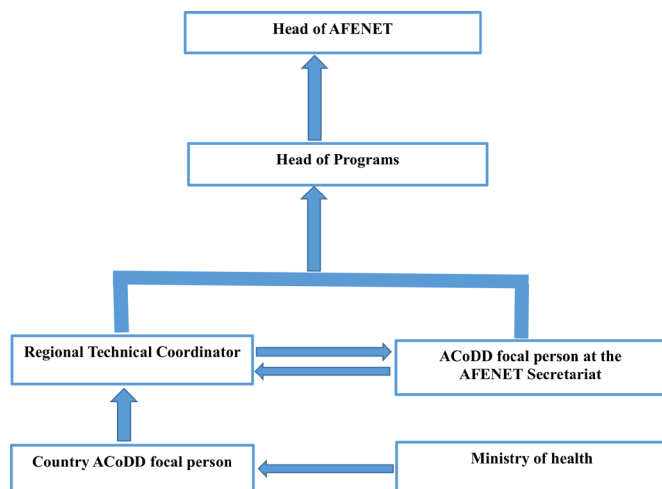 Head of AFENET
Head of Programs
Regional Technical Coordinator
ACoDD focal person at the
AFENET Secretariat
Country ACoDD focal person
Ministry of health